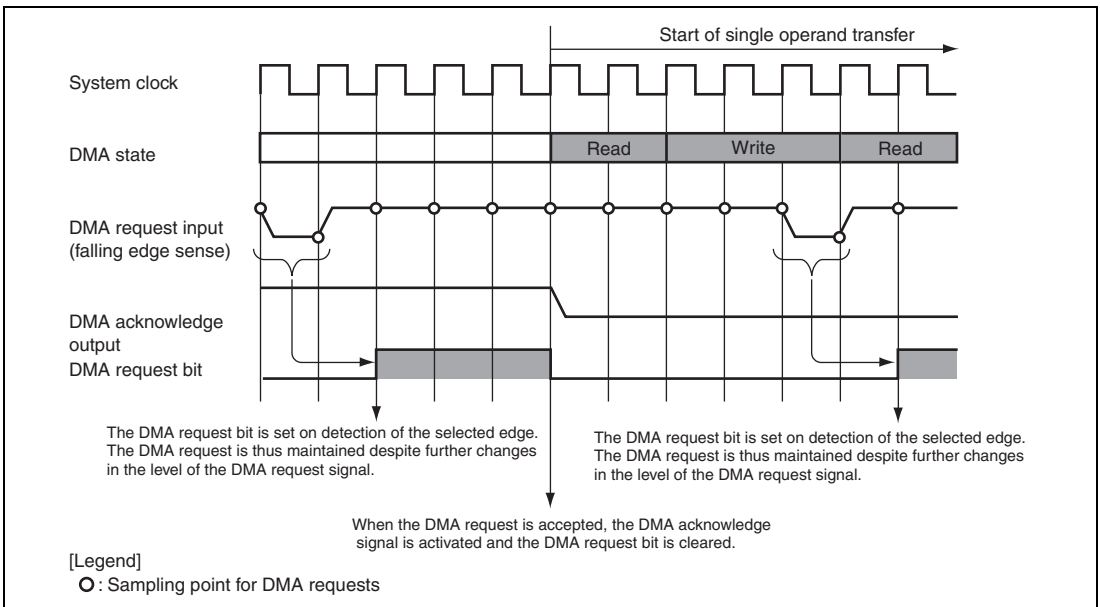 Start of single operand transfer
System clock
DMA state
Read
Write
Read
DMA request input
(falling edge sense)
DMA acknowledge
output
DMA request bit
The DMA request bit is set on detection of the selected edge.
The DMA request is thus maintained despite further changes
in the level of the DMA request signal.
The DMA request bit is set on detection of the selected edge.
The DMA request is thus maintained despite further changes
in the level of the DMA request signal.
When the DMA request is accepted, the DMA acknowledge
signal is activated and the DMA request bit is cleared.
[Legend]
: Sampling point for DMA requests